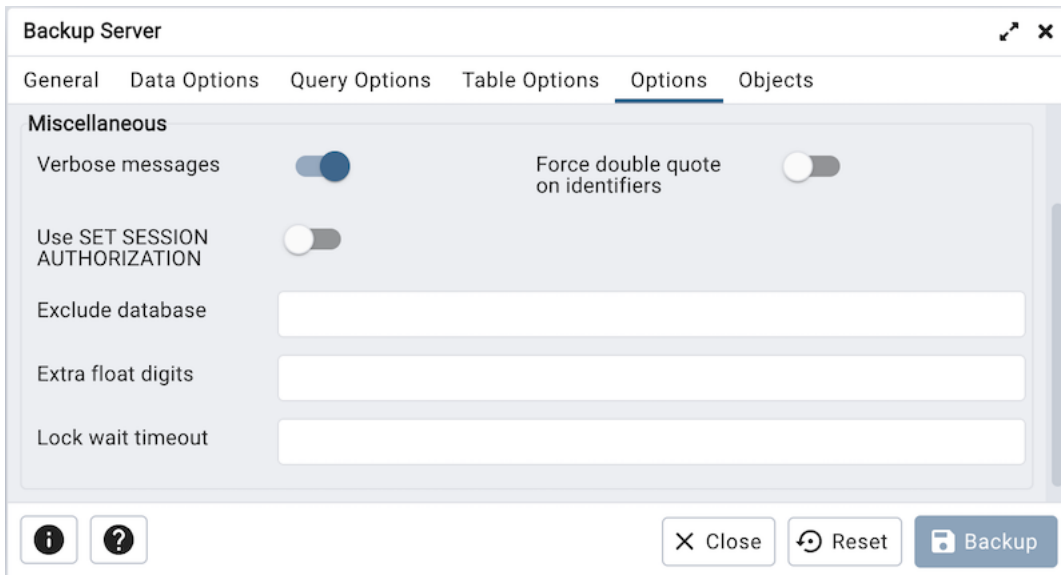 Backup Server
General Data Options Query Options Table Options Options Objects
Miscellaneous
Verbose messages
Force double quote
on identifiers
Use SET SESSION
AUTHORIZATION
Exclude database
Extra float digits
Lock wait timeout
Close Reset Backup